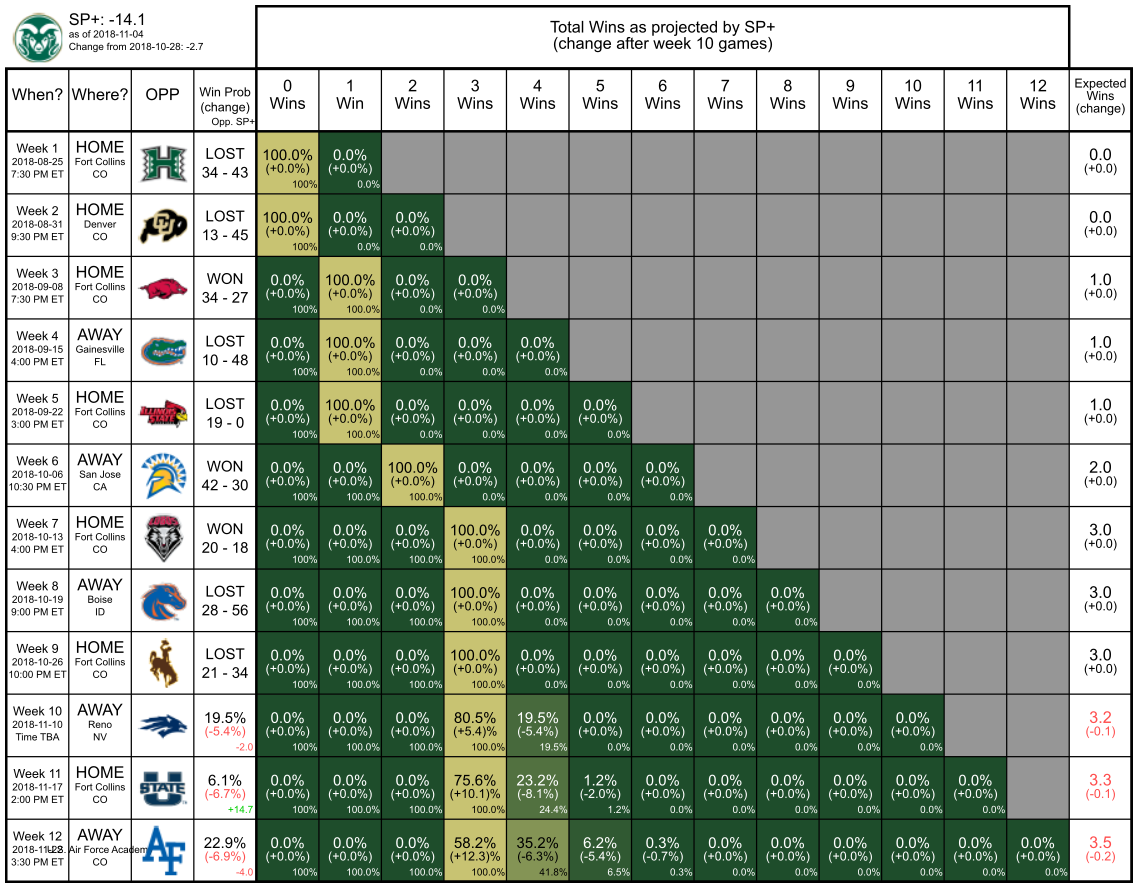 SP+: -14.1
as of 2018-11-04
Change from 2018-10-28: -2.7
Total Wins as projected by SP+
(change after week 10 games)
When? Where? OPP Win Prob (change) Opp. SP+ 0 Wins 1 Win 2 Wins 3 Wins 4 Wins 5 Wins 6 Wins 7 Wins 8 Wins 9 Wins 10 Wins 11 Wins 12 Wins Expected Wins (change)
Week 1 HOME LOST 100.0% 0.0% 0.0
2018-08-25 Fort Collins (+0.0%) (+0.0%) (+0.0)
7:30 PM ET CO 34 - 43 100% 0.0%
Week 2 HOME LOST 100.0% 0.0% 0.0% 0.0
2018-08-31 Denver (+0.0%) (+0.0%) (+0.0%) (+0.0)
9:30 PM ET CO 13 - 45 100% 0.0% 0.0%
Week 3 HOME WON 0.0% 100.0% 0.0% 0.0% 1.0
2018-09-08 Fort Collins (+0.0%) (+0.0%) (+0.0%) (+0.0%) (+0.0)
7:30 PM ET CO 34 - 27 100% 100.0% 0.0% 0.0%
Week 4 AWAY LOST 0.0% 100.0% 0.0% 0.0% 0.0% 1.0
2018-09-15 Gainesville (+0.0%) (+0.0%) (+0.0%) (+0.0%) (+0.0%) (+0.0)
4:00 PM ET FL 10 - 48 100% 100.0% 0.0% 0.0% 0.0%
Week 5 HOME ILLINOIS STATE LOST 0.0% 100.0% 0.0% 0.0% 0.0% 0.0% 1.0
2018-09-22 Fort Collins (+0.0%) (+0.0%) (+0.0%) (+0.0%) (+0.0%) (+0.0%) (+0.0)
3:00 PM ET CO 19 - 0 100% 100.0% 0.0% 0.0% 0.0% 0.0%
Week 6 AWAY WON 0.0% 0.0% 100.0% 0.0% 0.0% 0.0% 0.0% 2.0
2018-10-06 San Jose (+0.0%) (+0.0%) (+0.0%) (+0.0%) (+0.0%) (+0.0%) (+0.0%) (+0.0)
10:30 PM ET CA 42 - 30 100% 100.0% 100.0% 0.0% 0.0% 0.0% 0.0%
Week 7 HOME LOBOS WON 0.0% 0.0% 0.0% 100.0% 0.0% 0.0% 0.0% 0.0% 3.0
2018-10-13 Fort Collins (+0.0%) (+0.0%) (+0.0%) (+0.0%) (+0.0%) (+0.0%) (+0.0%) (+0.0%) (+0.0)
4:00 PM ET CO 20 - 18 100% 100.0% 100.0% 100.0% 0.0% 0.0% 0.0% 0.0%
Week 8 AWAY LOST 0.0% 0.0% 0.0% 100.0% 0.0% 0.0% 0.0% 0.0% 0.0% 3.0
2018-10-19 Boise (+0.0%) (+0.0%) (+0.0%) (+0.0%) (+0.0%) (+0.0%) (+0.0%) (+0.0%) (+0.0%) (+0.0)
9:00 PM ET ID 28 - 56 100% 100.0% 100.0% 100.0% 0.0% 0.0% 0.0% 0.0% 0.0%
Week 9 HOME LOST 0.0% 0.0% 0.0% 100.0% 0.0% 0.0% 0.0% 0.0% 0.0% 0.0% 3.0
2018-10-26 Fort Collins (+0.0%) (+0.0%) (+0.0%) (+0.0%) (+0.0%) (+0.0%) (+0.0%) (+0.0%) (+0.0%) (+0.0%) (+0.0)
10:00 PM ET CO 21 - 34 100% 100.0% 100.0% 100.0% 0.0% 0.0% 0.0% 0.0% 0.0% 0.0%
Week 10 AWAY 19.5% 0.0% 0.0% 0.0% 80.5% 19.5% 0.0% 0.0% 0.0% 0.0% 0.0% 0.0% 3.2
2018-11-10 Reno (-5.4%) (+0.0%) (+0.0%) (+0.0%) (+5.4)% (-5.4%) (+0.0%) (+0.0%) (+0.0%) (+0.0%) (+0.0%) (+0.0%) (-0.1)
Time TBA NV -2.0 100% 100.0% 100.0% 100.0% 19.5% 0.0% 0.0% 0.0% 0.0% 0.0% 0.0%
Week 11 HOME 6.1% 0.0% 0.0% 0.0% 75.6% 23.2% 1.2% 0.3% 0.0% 0.0% 0.0% 0.0% 0.0% 3.3
2018-11-17 Fort Collins STATE (-6.7%) (+0.0%) (+0.0%) (+0.0%) (+10.1)% (-8.1%) (-2.0%) (+0.0%) (+0.0%) (+0.0%) (+0.0%) (+0.0%) (+0.0%) (-0.1)
2:00 PM ET CO +14.7 100% 100.0% 100.0% 100.0% 24.4% 1.2% 0.0% 0.0% 0.0% 0.0% 0.0% 0.0%
Week 12 AWAY AF 22.9% 0.0% 0.0% 0.0% 58.2% 35.2% 6.2% 0.3% 0.0% 0.0% 0.0% 0.0% 0.0% 0.0% 3.5
U.S. Air Force Academ (-6.9%) (+0.0%) (+0.0%) (+0.0%) (+12.3)% (-6.3%) (-5.4%) (-0.7%) (+0.0%) (+0.0%) (+0.0%) (+0.0%) (+0.0%) (+0.0%) (-0.2)
3:30 PM ET CO -4.0 100% 100.0% 100.0% 100.0% 41.8% 6.5% 0.3% 0.0% 0.0% 0.0% 0.0% 0.0% 0.0%